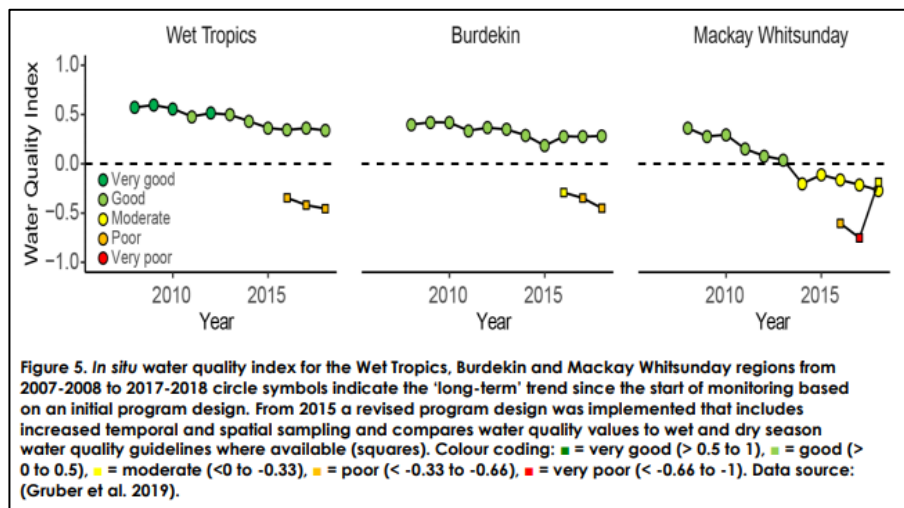 Wet Tropics
Burdekin
Mackay Whitsunday
Water Quality Index
1.0
0.5
0.0
−0.5
−1.0
Very good
Good
Moderate
Poor
Very poor
2010 2015
2010 2015
2010 2015
Year
Year
Year
Figure 5. In situ water quality index for the Wet Tropics, Burdekin and Mackay Whitsunday regions from
2007-2008 to 2017-2018 circle symbols indicate the ‘long-term’ trend since the start of monitoring based
on an initial program design. From 2015 a revised program design was implemented that includes
increased temporal and spatial sampling and compares water quality values to wet and dry season
water quality guidelines where available (squares). Colour coding: ■ = very good (> 0.5 to 1), ■ = good (>
0 to 0.5), ■ = moderate (<0 to -0.33), ■ = poor (< -0.33 to -0.66), ■ = very poor (< -0.66 to -1). Data source:
(Gruber et al. 2019).